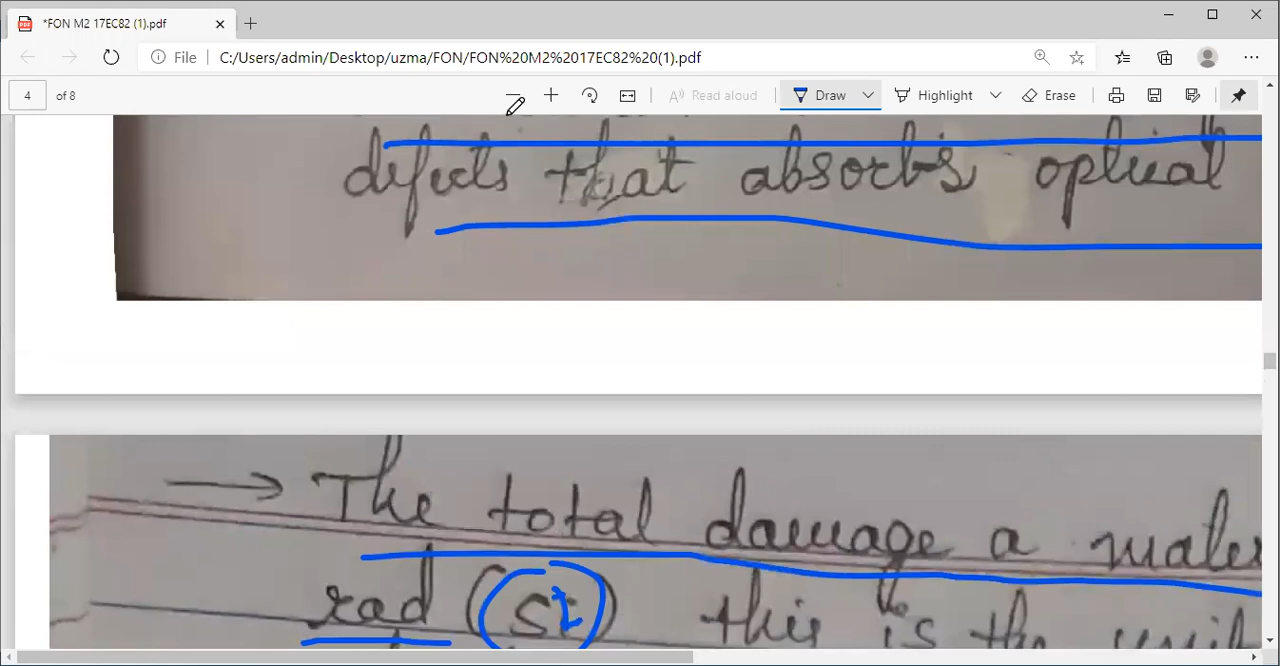 *FON M2 17EC82 (1).pdf
File | C:/Users/admin/Desktop/uzma/FON/FON%20M2%2017EC82%20(1).pdf
4 of 8 Read aloud Draw Highlight Erase
defects that absorbs optical
→ The total damage a
rad (Si) this is the unit